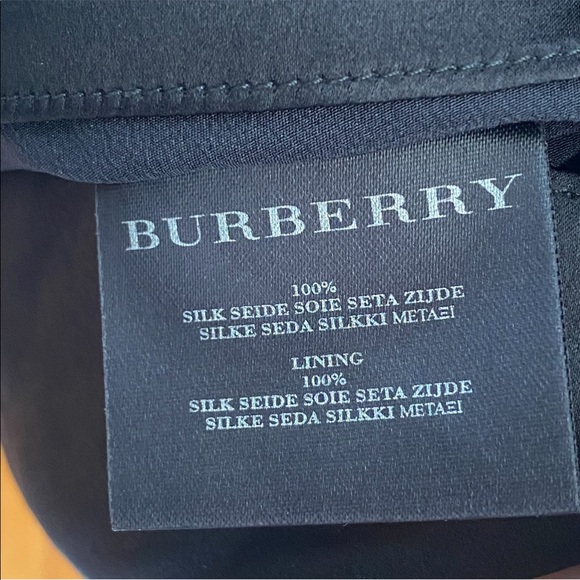 BURBERRY
100%
SILK SEIDE SOIE SETA ZIJDE
SILKE SEDA SILKKI ΜΕΤΑΞΙ
LINING
100%
SILK SEIDE SOIE SETA ZIJDE
SILKE SEDA SILKKI ΜΕΤΑΞΙ